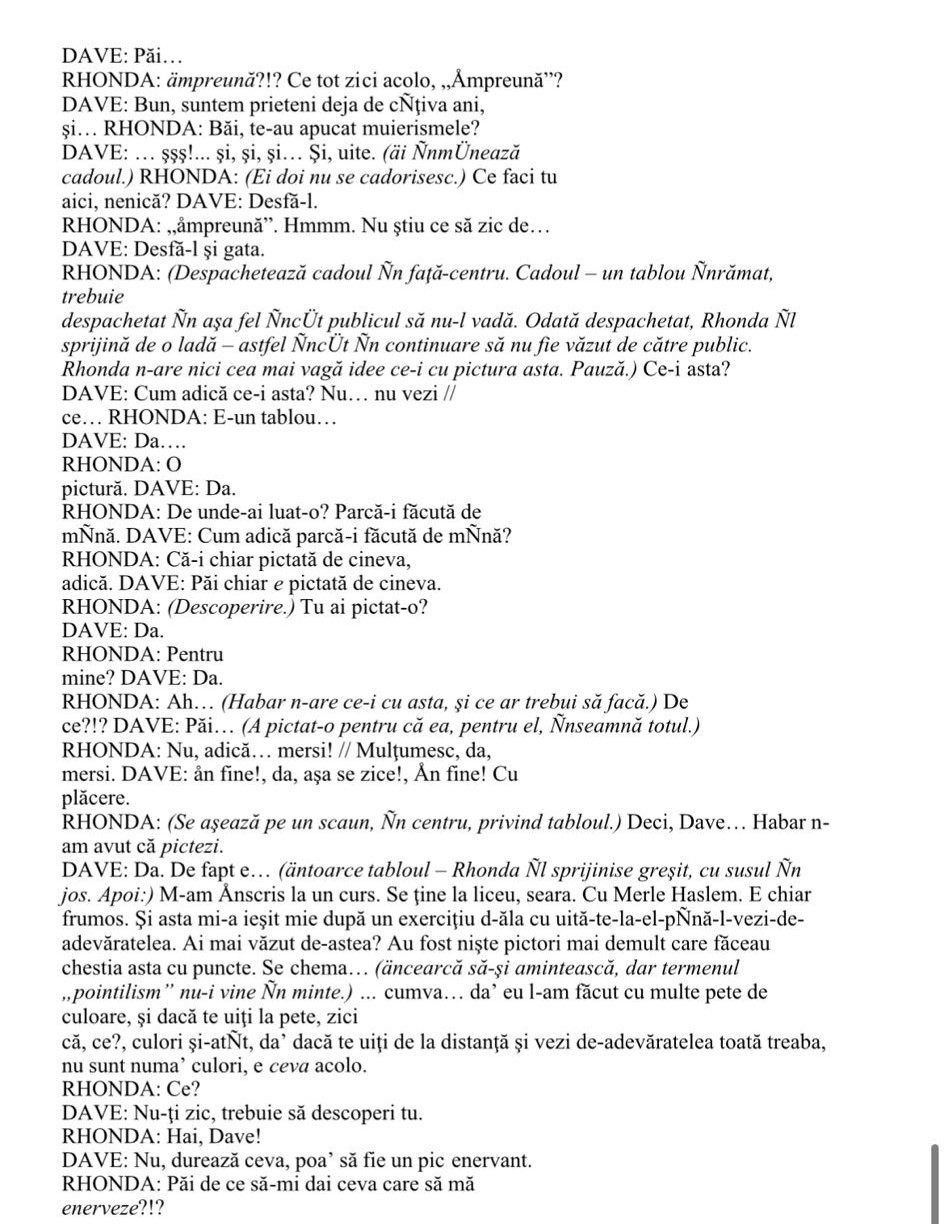 DAVE: Păi…
RHONDA: ämpreună?!? Ce tot zici acolo, „Åmpreună”?
DAVE: Bun, suntem prieteni deja de cÑţiva ani,
şi… RHONDA: Băi, te-au apucat muierismele?
DAVE: … şşş!... şi, şi, şi… Şi, uite. (äi ÑnmÜnează
cadoul.) RHONDA: (Ei doi nu se cadorisesc.) Ce faci tu
aici, nenică? DAVE: Desfă-l.
RHONDA: „åmpreună”. Hmmm. Nu ştiu ce să zic de…
DAVE: Desfă-l şi gata.
RHONDA: (Despachetează cadoul Ñn faţă-centru. Cadoul – un tablou Ñnrămat,
trebuie
despachetat Ñn aşa fel ÑncÜt publicul să nu-l vadă. Odată despachetat, Rhonda Ñl
sprijină de o ladă – astfel ÑncÜt Ñn continuare să nu fie văzut de către public.
Rhonda n-are nici cea mai vagă idee ce-i cu pictura asta. Pauză.) Ce-i asta?
DAVE: Cum adică ce-i asta? Nu… nu vezi //
ce… RHONDA: E-un tablou…
DAVE: Da….
RHONDA: O
pictură. DAVE: Da.
RHONDA: De unde-ai luat-o? Parcă-i făcută de
mÑnă. DAVE: Cum adică parcă-i făcută de mÑnă?
RHONDA: Că-i chiar pictată de cineva,
adică. DAVE: Păi chiar e pictată de cineva.
RHONDA: (Descoperire.) Tu ai pictat-o?
DAVE: Da.
RHONDA: Pentru
mine? DAVE: Da.
RHONDA: Ah… (Habar n-are ce-i cu asta, şi ce ar trebui să facă.) De
ce?!? DAVE: Păi… (A pictat-o pentru că ea, pentru el, Ñnseamnă totul.)
RHONDA: Nu, adică… mersi! // Mulţumesc, da,
mersi. DAVE: ån fine!, da, aşa se zice!, Ån fine! Cu
plăcere.
RHONDA: (Se aşează pe un scaun, Ñn centru, privind tabloul.) Deci, Dave… Habar n-
am avut că pictezi.
DAVE: Da. De fapt e… (äntoarce tabloul – Rhonda Ñl sprijinise greşit, cu susul Ñn
jos. Apoi:) M-am Ånscris la un curs. Se ţine la liceu, seara. Cu Merle Haslem. E chiar
frumos. Şi asta mi-a ieşit mie după un exerciţiu d-ăla cu uită-te-la-el-pÑnă-l-vezi-de-
adevăratelea. Ai mai văzut de-astea? Au fost nişte pictori mai demult care făceau
chestia asta cu puncte. Se chema… (äncearcă să-şi amintească, dar termenul
„pointilism” nu-i vine Ñn minte.) ... cumva… da’ eu l-am făcut cu multe pete de
culoare, şi dacă te uiţi la pete, zici
că, ce?, culori şi-atÑt, da’ dacă te uiţi de la distanţă şi vezi de-adevăratelea toată treaba,
nu sunt numa’ culori, e ceva acolo.
RHONDA: Ce?
DAVE: Nu-ţi zic, trebuie să descoperi tu.
RHONDA: Hai, Dave!
DAVE: Nu, durează ceva, poa’ să fie un pic enervant.
RHONDA: Păi de ce să-mi dai ceva care să mă
enerveze?!?